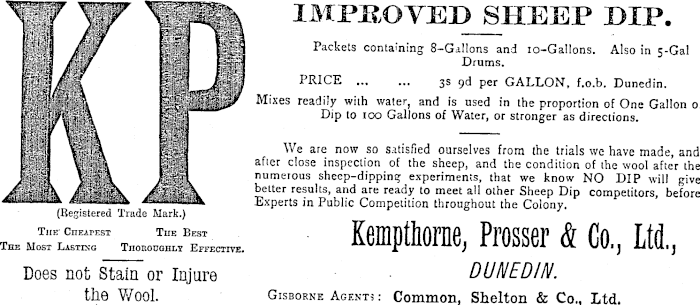 KP
(Registered Trade Mark.)
THE CHEAPEST THE BEST
THE MOST LASTING THOROUGHLY EFFECTIVE.
Does not Stain or Injure
the Wool.
IMPROVED SHEEP DIP.
Packets containing 8-Gallons and 10-Gallons. Also in 5-Gal
Drums.
PRICE ... ... 3s 9d per GALLON, f.o.b. Dunedin.
Mixes readily with water, and is used in the proportion of One Gallon o
Dip to 100 Gallons of Water, or stronger as directions.
We are now so satisfied ourselves from the trials we have made, and
after close inspection of the sheep, and the condition of the wool after the
numerous sheep-dipping experiments, that we know NO DIP will give
better results, and are ready to meet all other Sheep Dip competitors, before
Experts in Public Competition throughout the Colony.
Kempthorne, Prosser & Co., Ltd.,
DUNEDIN.
GISBORNE AGENTS: Common, Shelton & Co., Ltd.